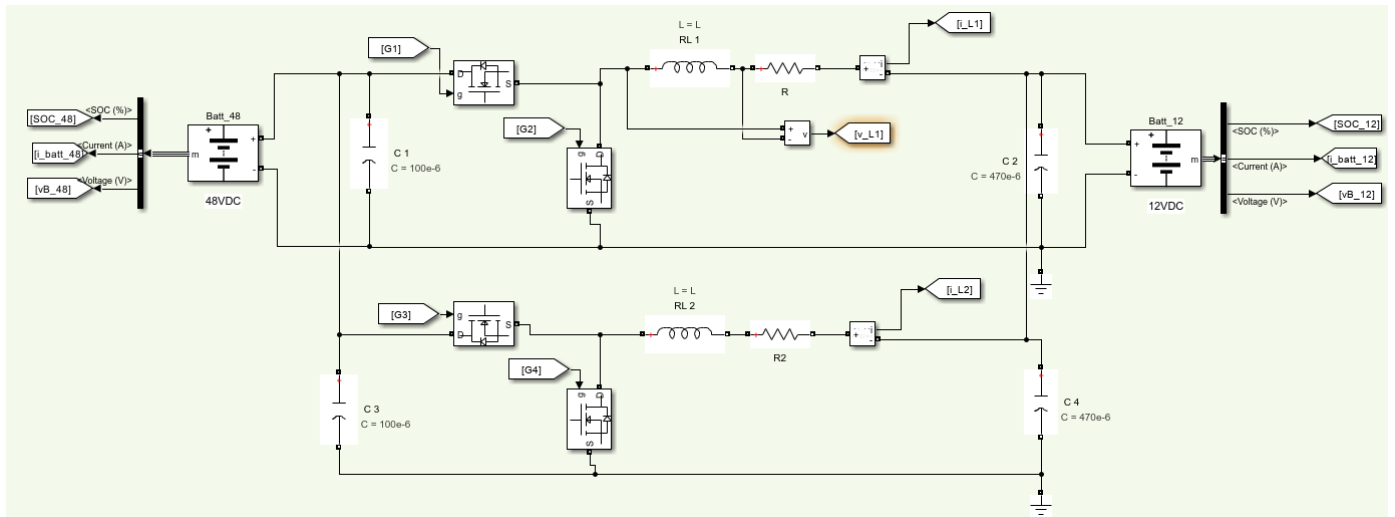 [i_L1]
L = L
RL 1
[G1]
D
S
g
+
i
-
R
<SOC (%)>
[SOC_48]
Batt_48
<Current (A)>
[i_batt_48]
m
+
-
<Voltage (V)>
[vB_48]
48VDC
C 1
C = 100e-6
[G2]
g
D
S
+
-
v
[v_L1]
C 2
C = 470e-6
Batt_12
+
-
m
12VDC
[SOC_12]
<SOC (%)>
[i_batt_12]
<Current (A)>
[vB_12]
<Voltage (V)>
L = L
RL 2
[i_L2]
[G3]
g
D
S
R2
+
i
-
[G4]
g
D
S
C 3
C = 100e-6
C 4
C = 470e-6